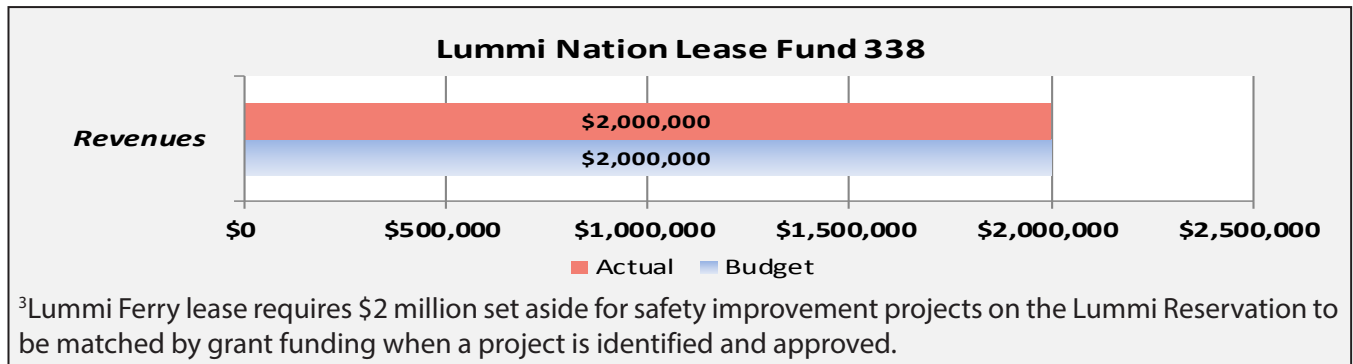 Lummi Nation Lease Fund 338
Revenues
$2,000,000
$2,000,000
$0 $500,000 $1,000,000 $1,500,000 $2,000,000 $2,500,000
Actual Budget
³Lummi Ferry lease requires $2 million set aside for safety improvement projects on the Lummi Reservation to
be matched by grant funding when a project is identified and approved.